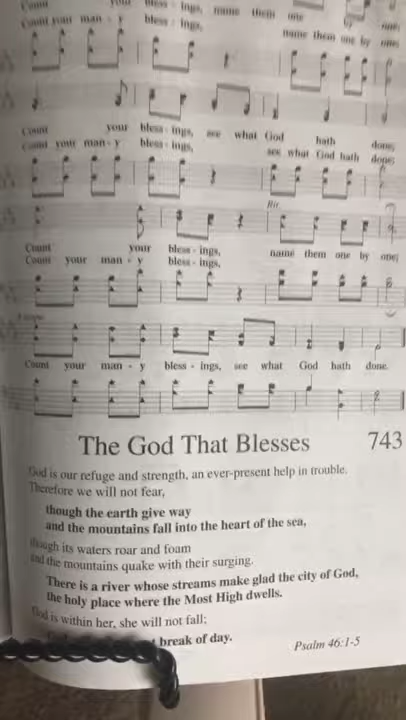 Count your bless - ings, name them one by one;
Count your man - y bless - ings, name them one by one;
Count your bless - ings, see what God hath done;
Count your man - y bless - ings, see what God hath done;
Rit.
Count your bless - ings, name them one by one;
Count your man - y bless - ings,
Count your man - y bless - ings, see what God hath done.
The God That Blesses 743
God is our refuge and strength, an ever-present help in trouble.
Therefore we will not fear,
though the earth give way
and the mountains fall into the heart of the sea,
though its waters roar and foam
and the mountains quake with their surging.
There is a river whose streams make glad the city of God,
the holy place where the Most High dwells.
God is within her, she will not fall;
break of day.
Psalm 46:1-5